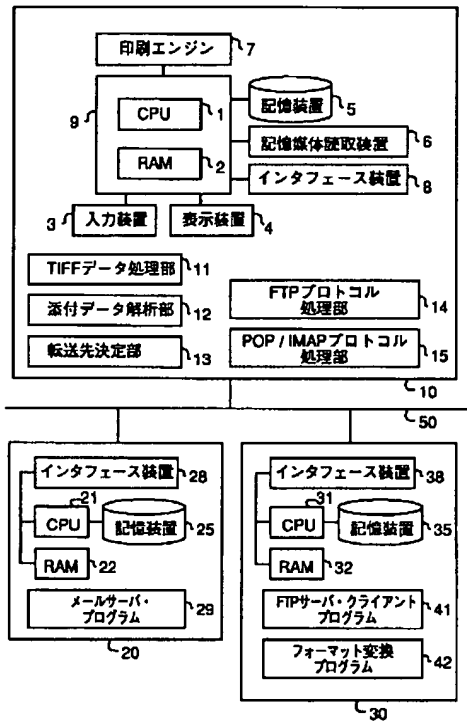 印刷エンジン 7
9 CPU 1
記憶装置 5
RAM 2
記憶媒体読取装置 6
インタフェース装置 8
3 入力装置
表示装置 4
TIFFデータ処理部 11
添付データ解析部 12
転送先決定部 13
FTPプロトコル
処理部 14
POP / IMAPプロトコル
処理部 15
10
50
インタフェース装置 28
21
CPU
記憶装置 25
RAM 22
メールサーバ・
プログラム 29
20
インタフェース装置 38
31
CPU
記憶装置 35
RAM 32
FTPサーバ・クライアント
プログラム 41
フォーマット変換
プログラム 42
30